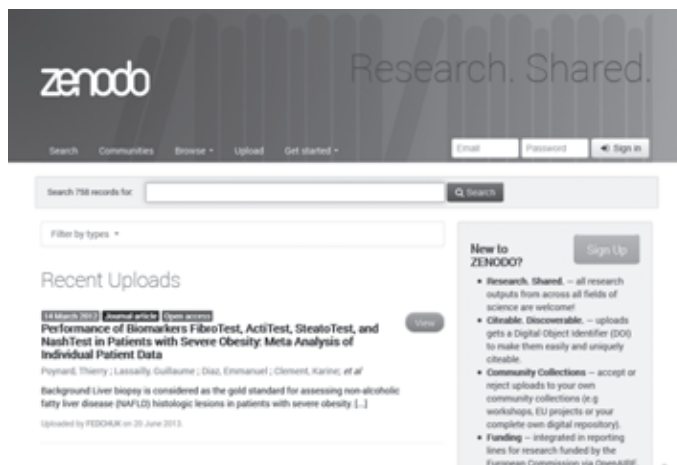 zenodo
Research. Shared.
Search Communities Browse Upload Get started
Email Password Sign in
Search 758 records for: Search
Filter by types
Recent Uploads
14 March 2012 Journal article Open access
Performance of Biomarkers FibroTest, ActiTest, SteatoTest, and
NashTest in Patients with Severe Obesity: Meta Analysis of
Individual Patient Data
View
Poynard, Thierry ; Lassailly, Guillaume ; Diaz, Emmanuel ; Clement, Karine; et al
Background Liver biopsy is considered as the gold standard for assessing non-alcoholic
fatty liver disease (NAFLD) histologic lesions in patients with severe obesity. [...]
Uploaded by FEDCHUK on 20 June 2013.
New to
ZENODO?
Sign Up
• Research. Shared. — all research
outputs from across all fields of
science are welcome!
• Citeable. Discoverable. — uploads
gets a Digital Object Identifier (DOI)
to make them easily and uniquely
citeable.
• Community Collections — accept or
reject uploads to your own
community collections (e.g
workshops, EU projects or your
complete own digital repository).
• Funding — integrated in reporting
lines for research funded by the
European Commission via OpenAIRE